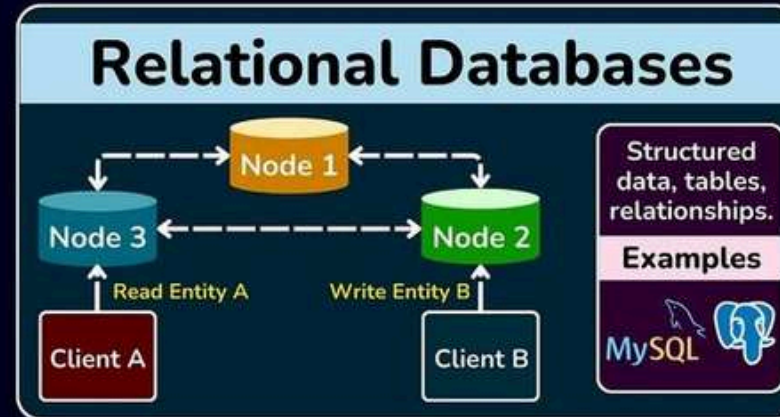 Relational Databases
Node 1
Node 3
Node 2
Read Entity A
Write Entity B
Client A
Client B
Structured
data, tables,
relationships.
Examples
MySQL